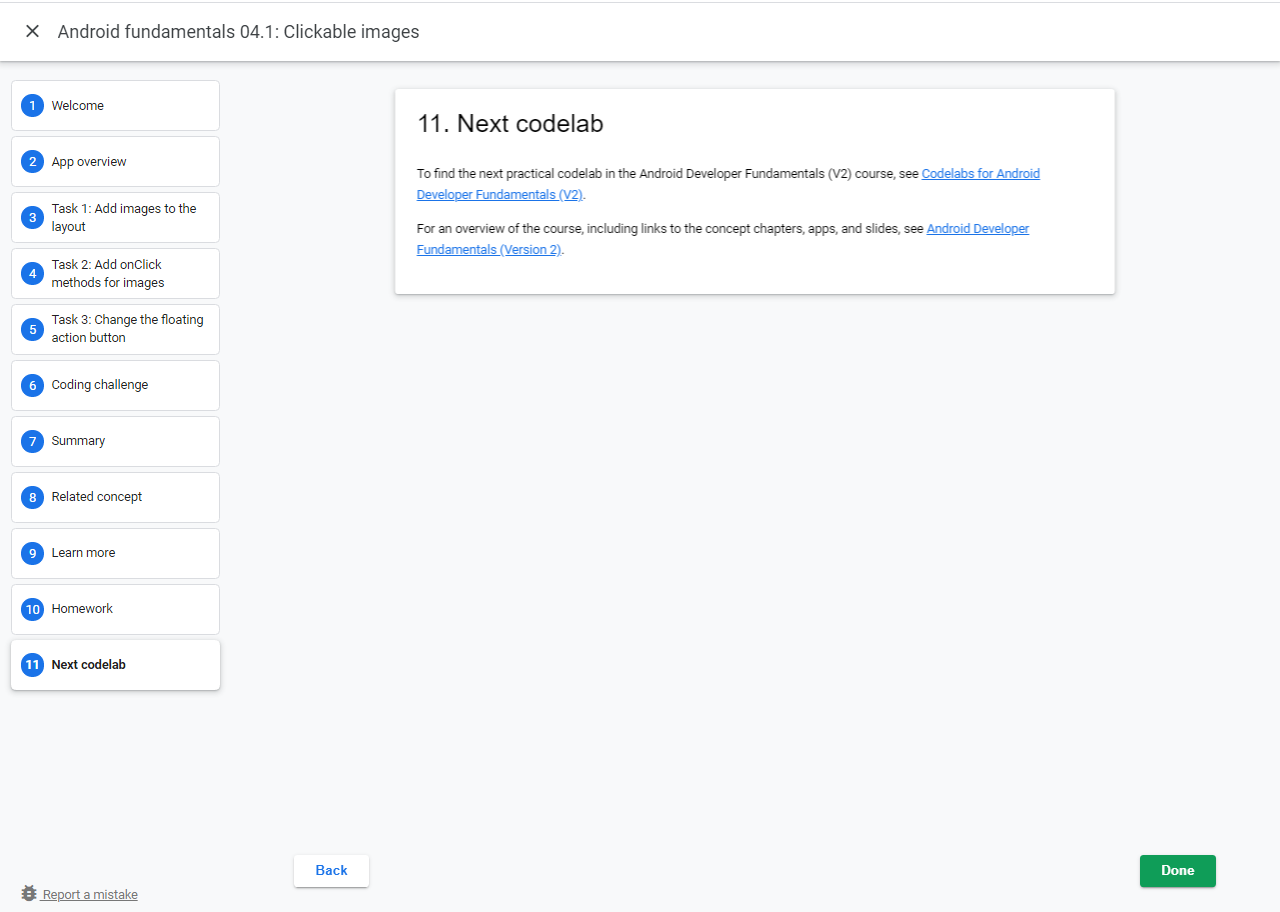 Android fundamentals 04.1: Clickable images
1 Welcome
2 App overview
3 Task 1: Add images to the
layout
4 Task 2: Add onClick
methods for images
5 Task 3: Change the floating
action button
6 Coding challenge
7 Summary
8 Related concept
9 Learn more
10 Homework
11 Next codelab
11. Next codelab
To find the next practical codelab in the Android Developer Fundamentals (V2) course, see Codelabs for Android
Developer Fundamentals (V2).
For an overview of the course, including links to the concept chapters, apps, and slides, see Android Developer
Fundamentals (Version 2).
Back
Done
Report a mistake